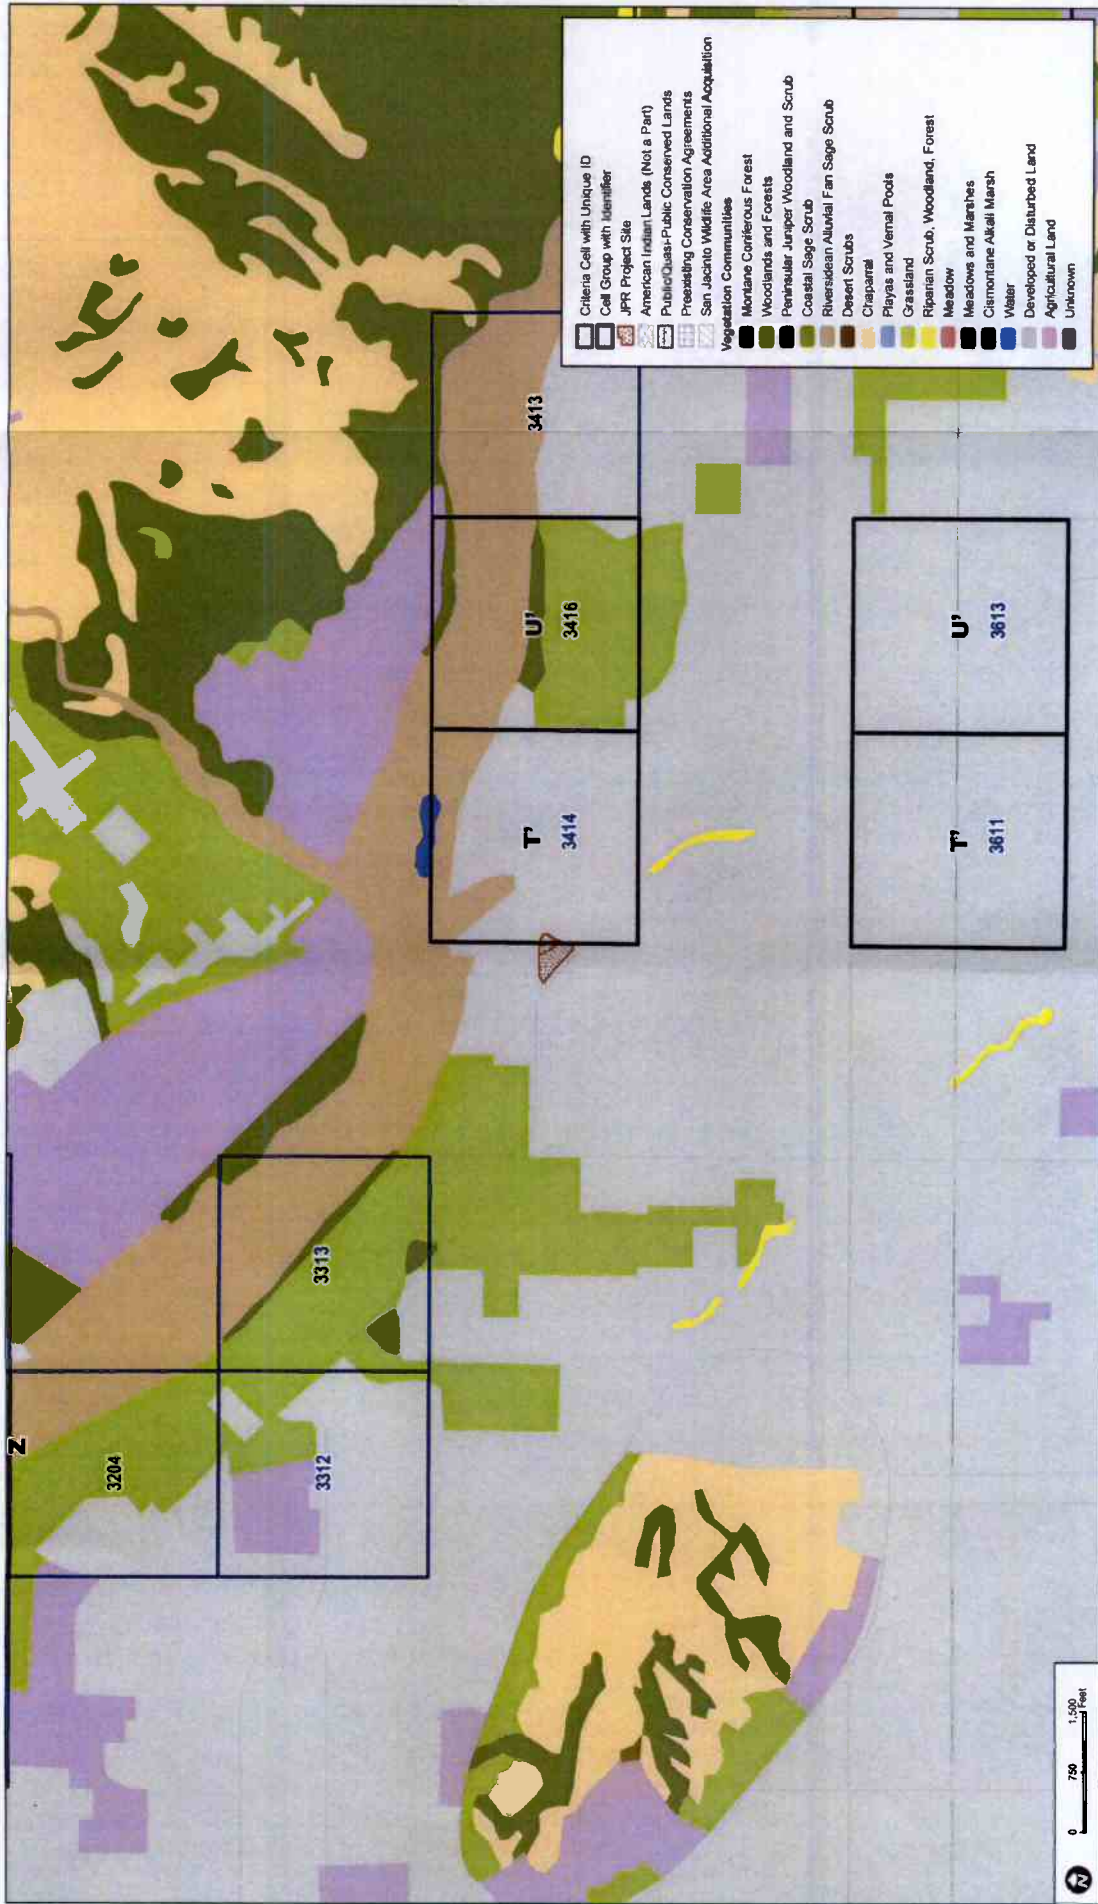 Z
3204
3312
3313
3413
U'
3416
T'
3414
U'
3613
T'
3611
Criteria Cell with Unique ID
Cell Group with Identifier
JPR Project Site
American Indian Lands (Not a Part)
Public/Quasi-Public Conserved Lands
Preexisting Conservation Agreements
San Jacinto Wildlife Area Additional Acquisition
Vegetation Communities
Montane Coniferous Forest
Woodlands and Forests
Peninsular Juniper Woodland and Scrub
Coastal Sage Scrub
Riversidean Alluvial Fan Sage Scrub
Desert Scrubs
Chaparral
Playas and Vernal Pools
Grassland
Riparian Scrub, Woodland, Forest
Meadow
Meadows and Marshes
Cismontane Alkali Marsh
Water
Developed or Disturbed Land
Agricultural Land
Unknown
N
0 750 1,500
Feet